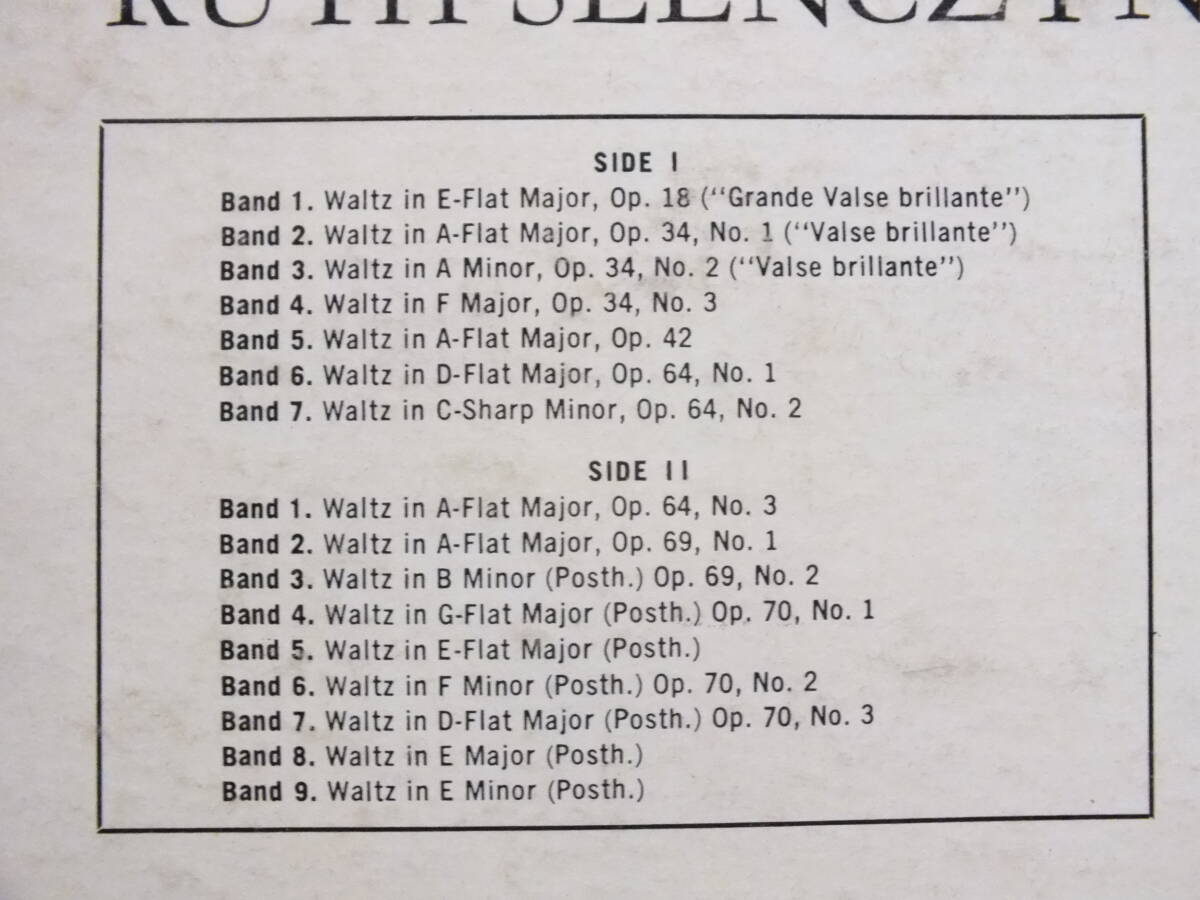 RUTH SLENCZYN
SIDE I
Band 1. Waltz in E-Flat Major, Op. 18 (“Grande Valse brillante”)
Band 2. Waltz in A-Flat Major, Op. 34, No. 1 (“Valse brillante”)
Band 3. Waltz in A Minor, Op. 34, No. 2 (“Valse brillante”)
Band 4. Waltz in F Major, Op. 34, No. 3
Band 5. Waltz in A-Flat Major, Op. 42
Band 6. Waltz in D-Flat Major, Op. 64, No. 1
Band 7. Waltz in C-Sharp Minor, Op. 64, No. 2
SIDE II
Band 1. Waltz in A-Flat Major, Op. 64, No. 3
Band 2. Waltz in A-Flat Major, Op. 69, No. 1
Band 3. Waltz in B Minor (Posth.) Op. 69, No. 2
Band 4. Waltz in G-Flat Major (Posth.) Op. 70, No. 1
Band 5. Waltz in E-Flat Major (Posth.)
Band 6. Waltz in F Minor (Posth.) Op. 70, No. 2
Band 7. Waltz in D-Flat Major (Posth.) Op. 70, No. 3
Band 8. Waltz in E Major (Posth.)
Band 9. Waltz in E Minor (Posth.)